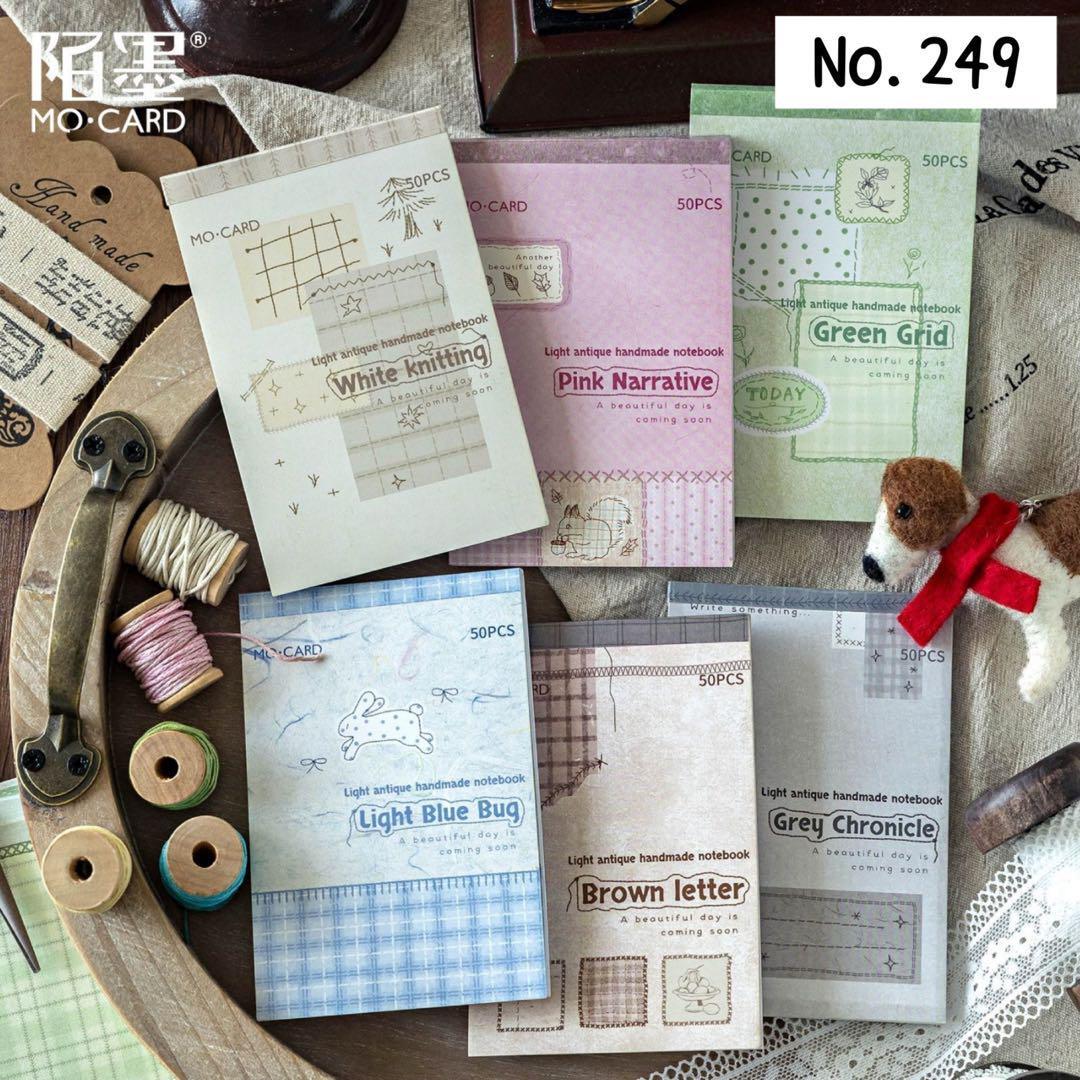 陌墨®
MO·CARD
No. 249
Hand made
MO·CARD
50PCS
Light antique handmade notebook
White knitting
A beautiful day is
coming soon
MO·CARD
50PCS
Another
beautiful day
Light antique handmade notebook
Pink Narrative
A beautiful day is
coming soon
CARD
50PCS
Light antique handmade notebook
Green Grid
A beautiful day is
coming soon
TODAY
MO·CARD
50PCS
Light antique handmade notebook
Light Blue Bug
A beautiful day is
coming soon
RD
50PCS
Light antique handmade notebook
Brown letter
A beautiful day is
coming soon
Write something...
50PCS
Light antique handmade notebook
Grey Chronicle
A beautiful day is
coming soon
1.25